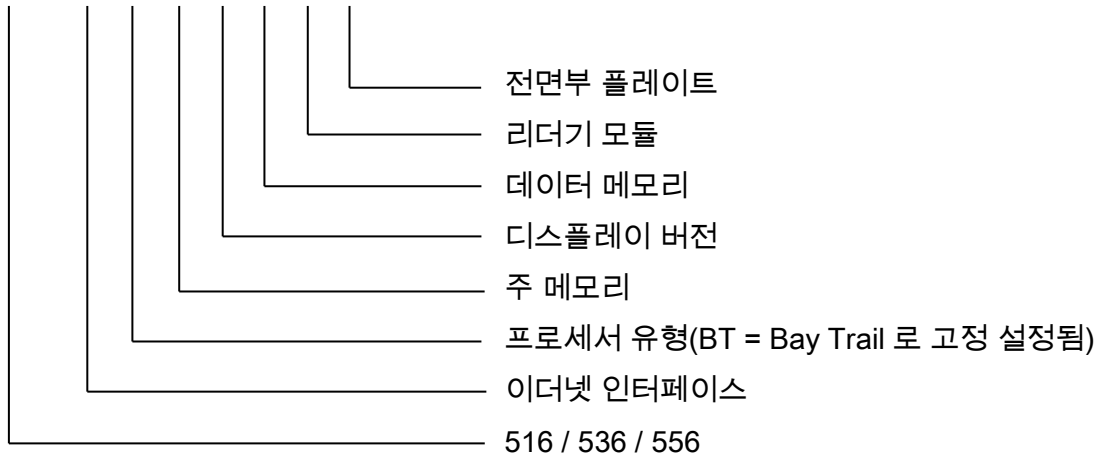 전면부 플레이트
리더기 모듈
데이터 메모리
디스플레이 버전
주 메모리
프로세서 유형(BT = Bay Trail 로 고정 설정됨)
이더넷 인터페이스
516 / 536 / 556